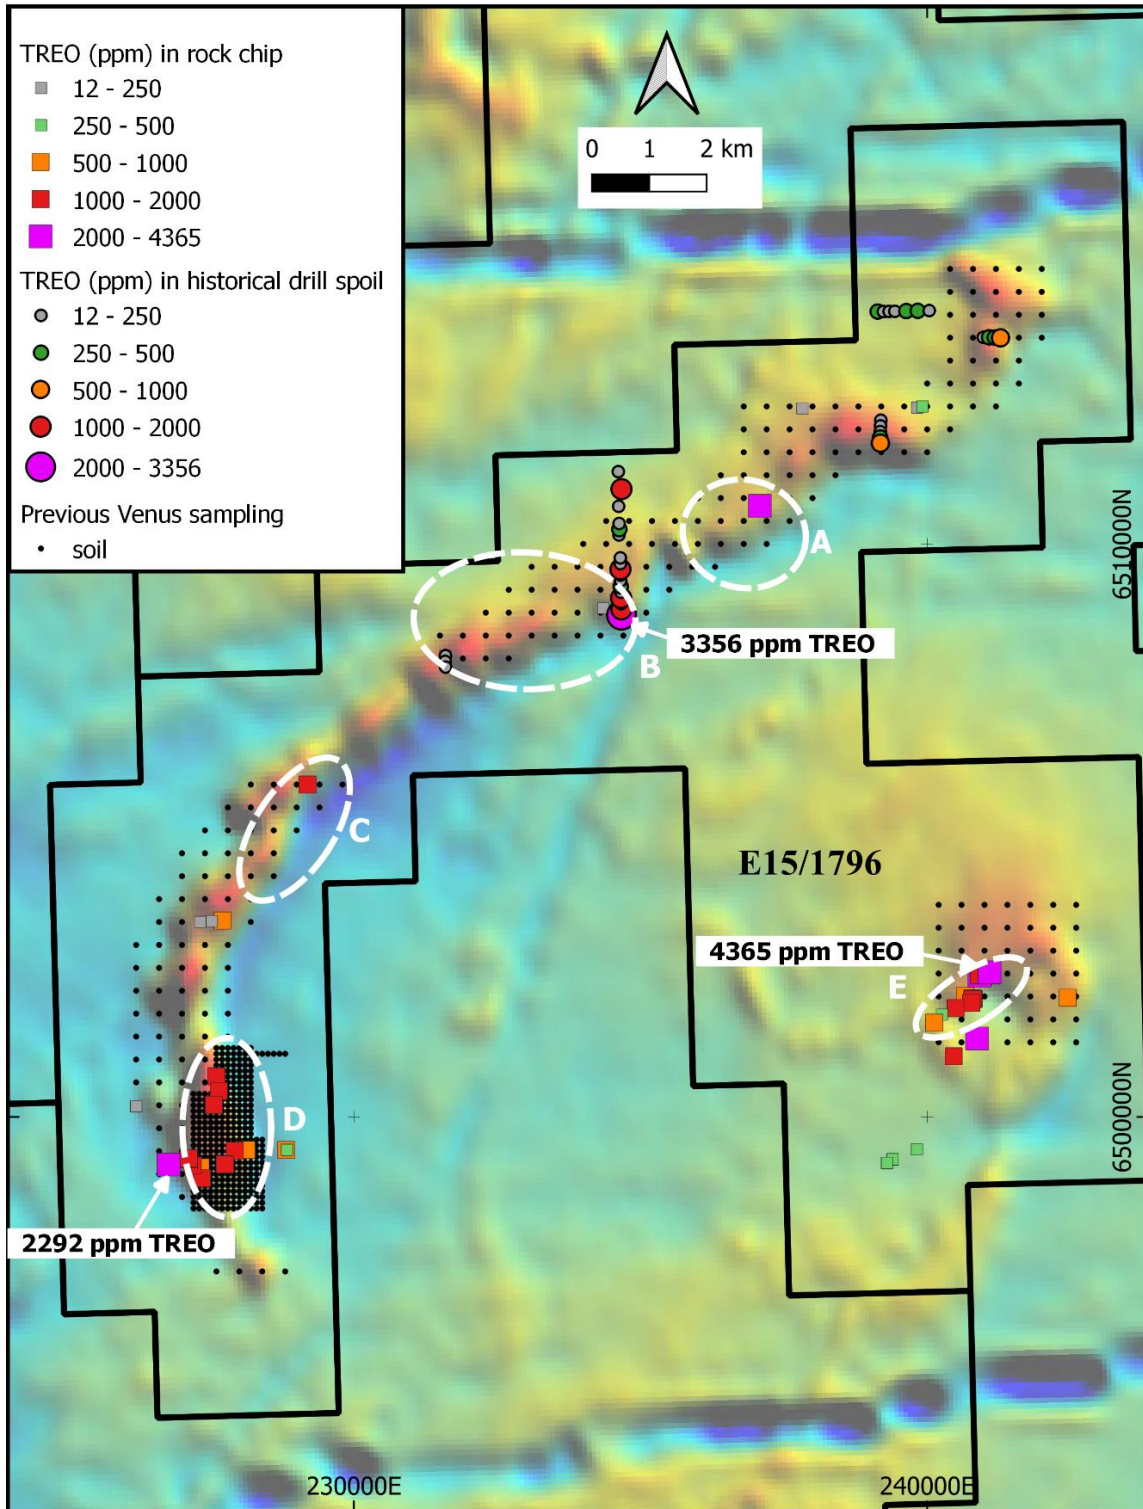 TREO (ppm) in rock chip
12 - 250
250 - 500
500 - 1000
1000 - 2000
2000 - 4365
TREO (ppm) in historical drill spoil
12 - 250
250 - 500
500 - 1000
1000 - 2000
2000 - 3356
Previous Venus sampling
soil
0 1 2 km
A
6510000N
3356 ppm TREO
B
C
E15/1796
4365 ppm TREO
E
D
6500000N
2292 ppm TREO
230000E
240000E